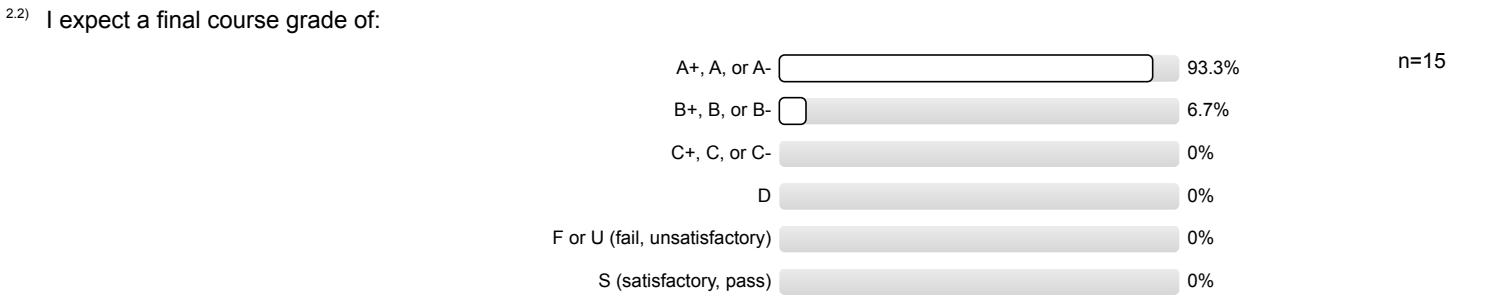 2.2) I expect a final course grade of:
A+, A, or A- 93.3% n=15
B+, B, or B- 6.7%
C+, C, or C- 0%
D 0%
F or U (fail, unsatisfactory) 0%
S (satisfactory, pass) 0%